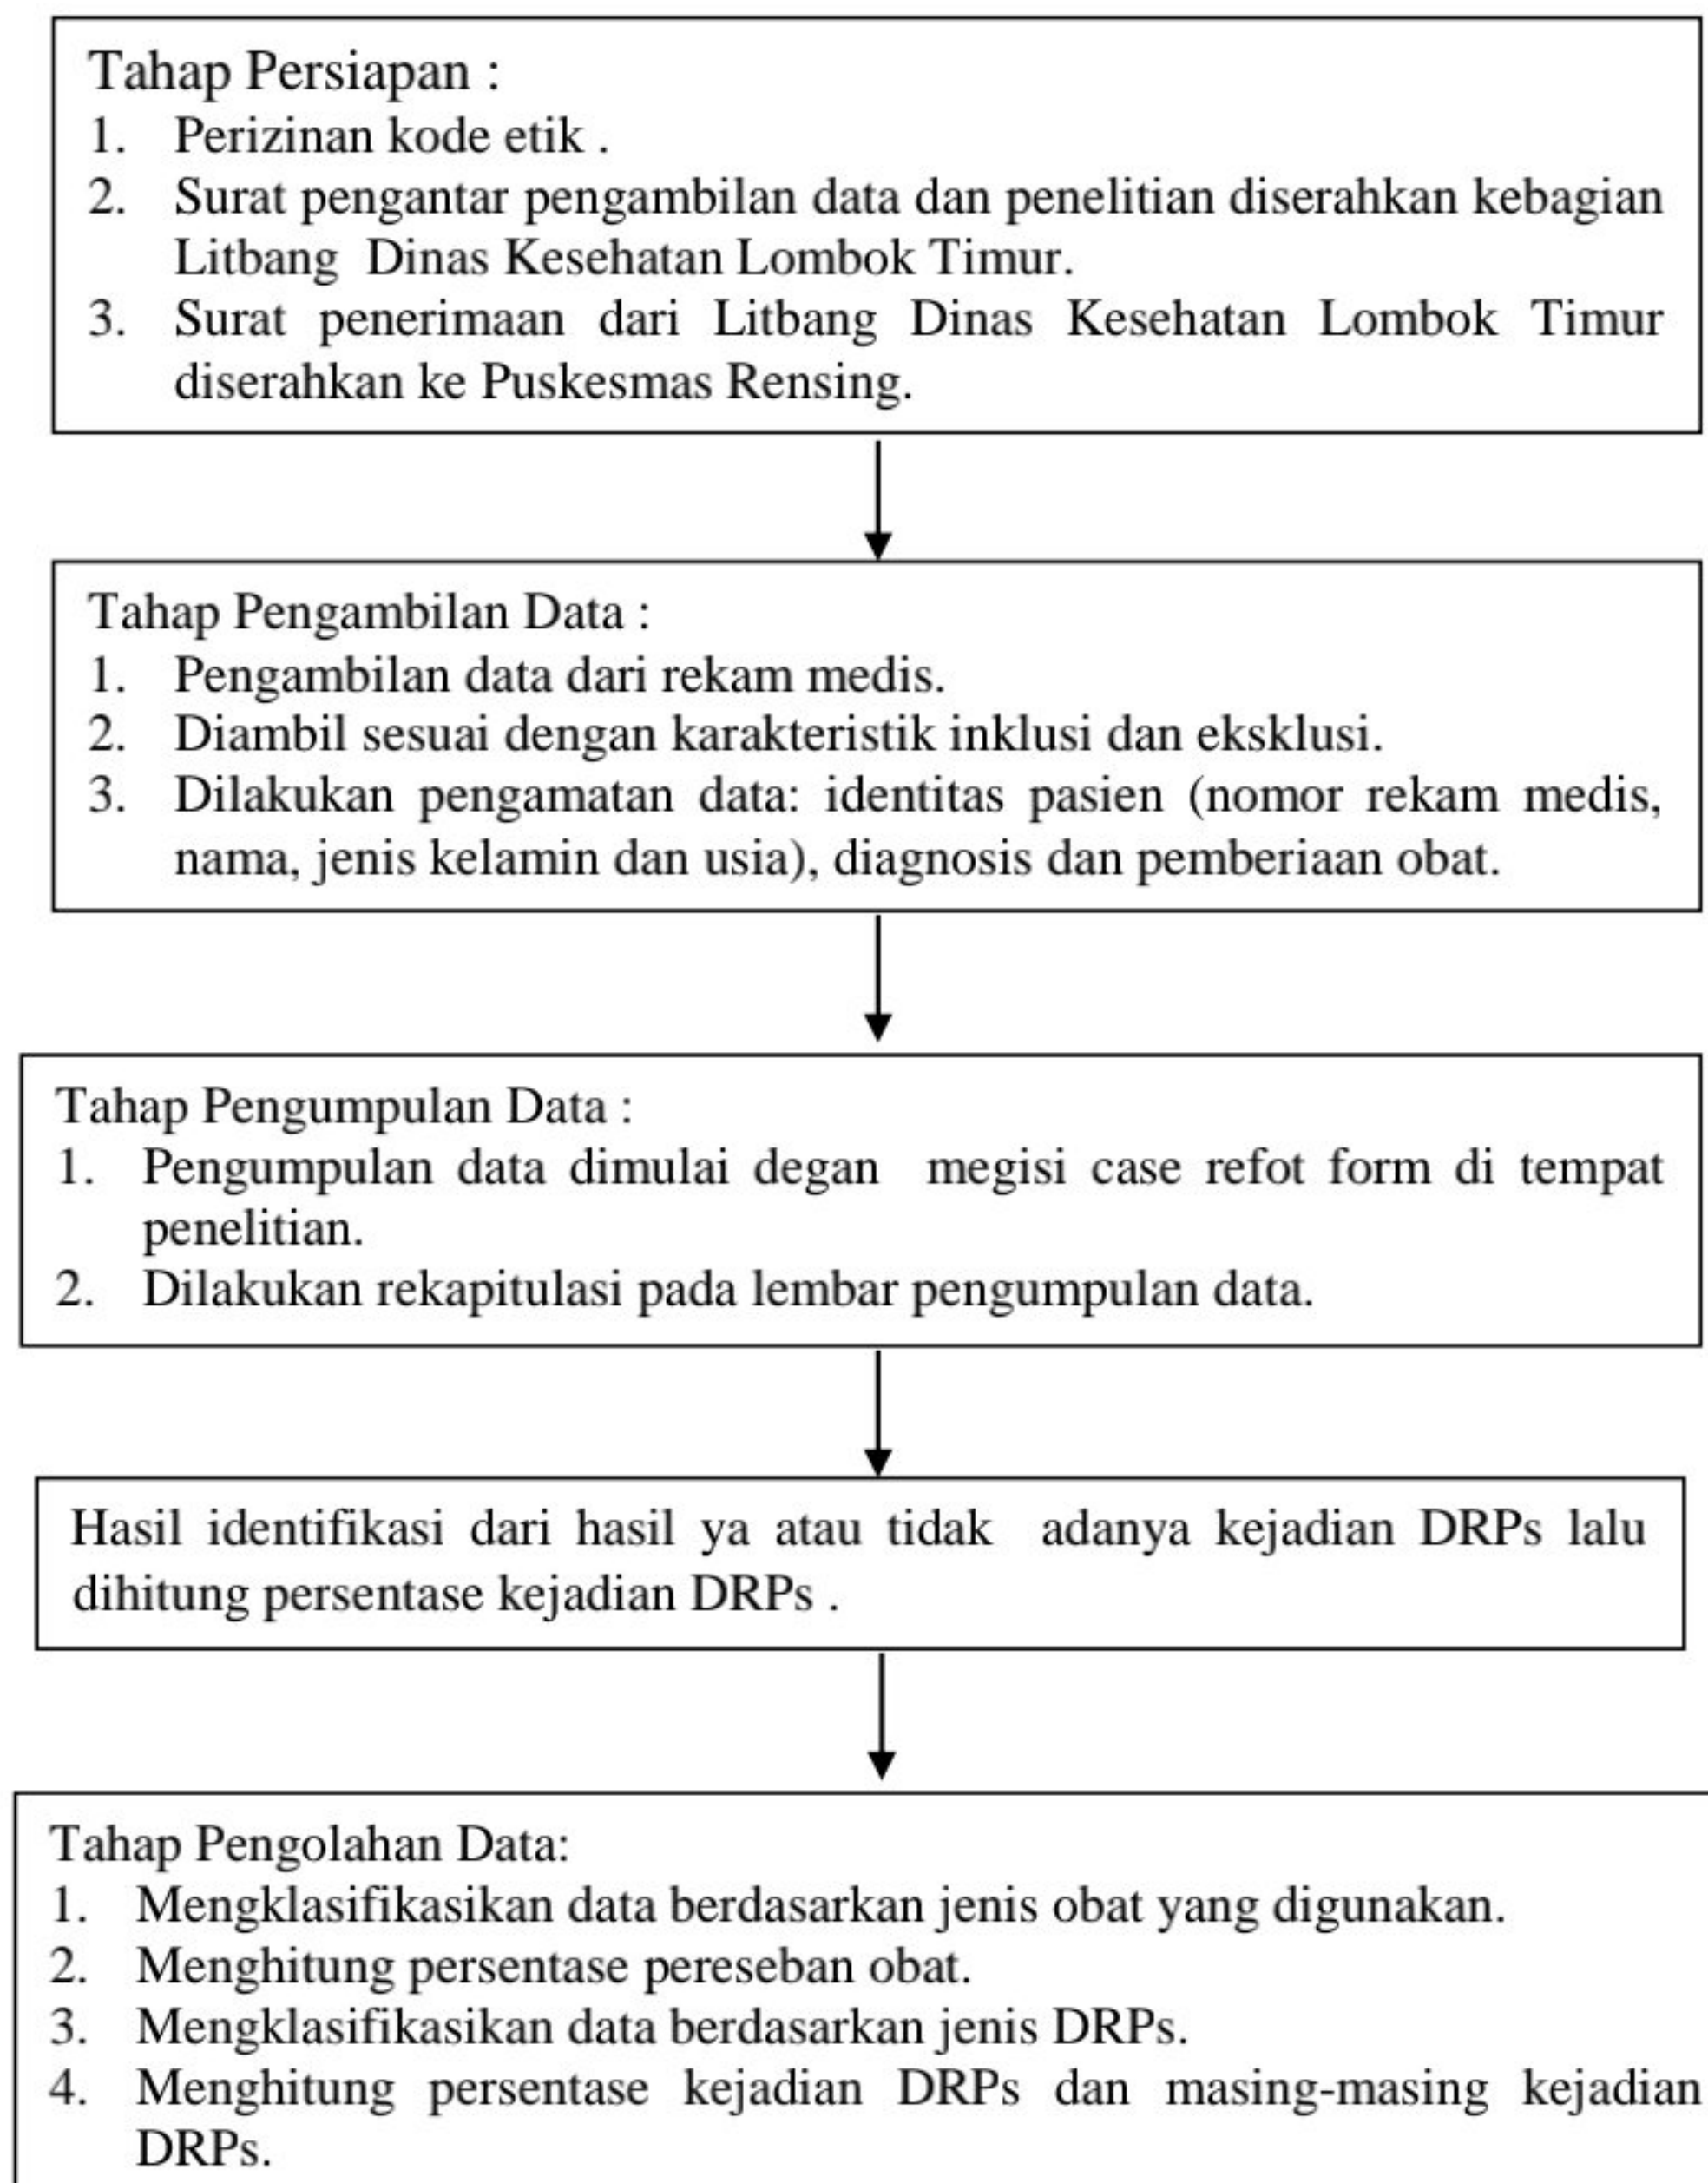 Tahap Persiapan :
1. Perizinan kode etik .
2. Surat pengantar pengambilan data dan penelitian diserahkan kebagian
Litbang Dinas Kesehatan Lombok Timur.
3. Surat penerimaan dari Litbang Dinas Kesehatan Lombok Timur
diserahkan ke Puskesmas Rensing.
Tahap Pengambilan Data :
1. Pengambilan data dari rekam medis.
2. Diambil sesuai dengan karakteristik inklusi dan eksklusi.
3. Dilakukan pengamatan data: identitas pasien (nomor rekam medis,
nama, jenis kelamin dan usia), diagnosis dan pemberiaan obat.
Tahap Pengumpulan Data :
1. Pengumpulan data dimulai degan megisi case refot form di tempat
penelitian.
2. Dilakukan rekapitulasi pada lembar pengumpulan data.
Hasil identifikasi dari hasil ya atau tidak adanya kejadian DRPs lalu
dihitung persentase kejadian DRPs .
Tahap Pengolahan Data:
1. Mengklasifikasikan data berdasarkan jenis obat yang digunakan.
2. Menghitung persentase pereseban obat.
3. Mengklasifikasikan data berdasarkan jenis DRPs.
4. Menghitung persentase kejadian DRPs dan masing-masing kejadian
DRPs.